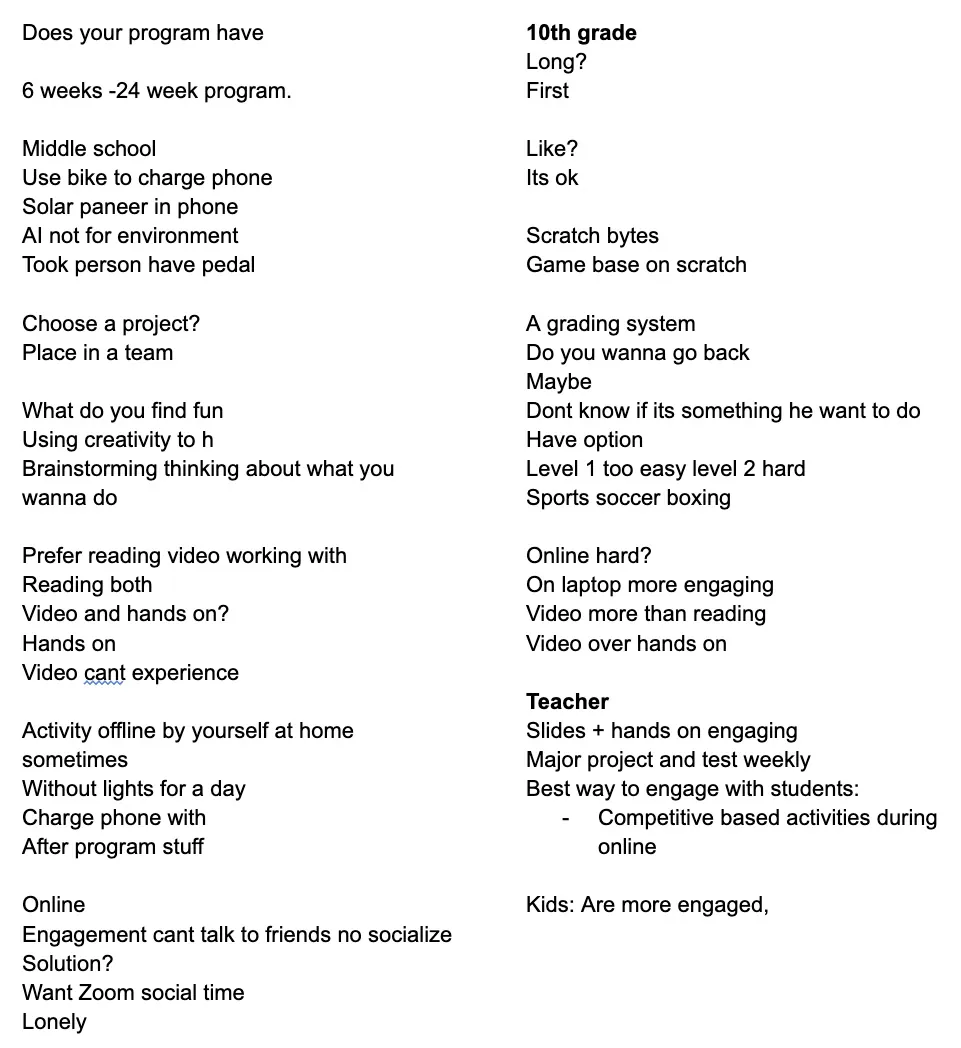 Does your program have
6 weeks -24 week program.
Middle school
Use bike to charge phone
Solar paneer in phone
AI not for environment
Took person have pedal
Choose a project?
Place in a team
What do you find fun
Using creativity to h
Brainstorming thinking about what you
wanna do
Prefer reading video working with
Reading both
Video and hands on?
Hands on
Video cant experience
Activity offline by yourself at home
sometimes
Without lights for a day
Charge phone with
After program stuff
Online
Engagement cant talk to friends no socialize
Solution?
Want Zoom social time
Lonely
10th grade
Long?
First
Like?
Its ok
Scratch bytes
Game base on scratch
A grading system
Do you wanna go back
Maybe
Dont know if its something he want to do
Have option
Level 1 too easy level 2 hard
Sports soccer boxing
Online hard?
On laptop more engaging
Video more than reading
Video over hands on
Teacher
Slides + hands on engaging
Major project and test weekly
Best way to engage with students:
- Competitive based activities during
online
Kids: Are more engaged,